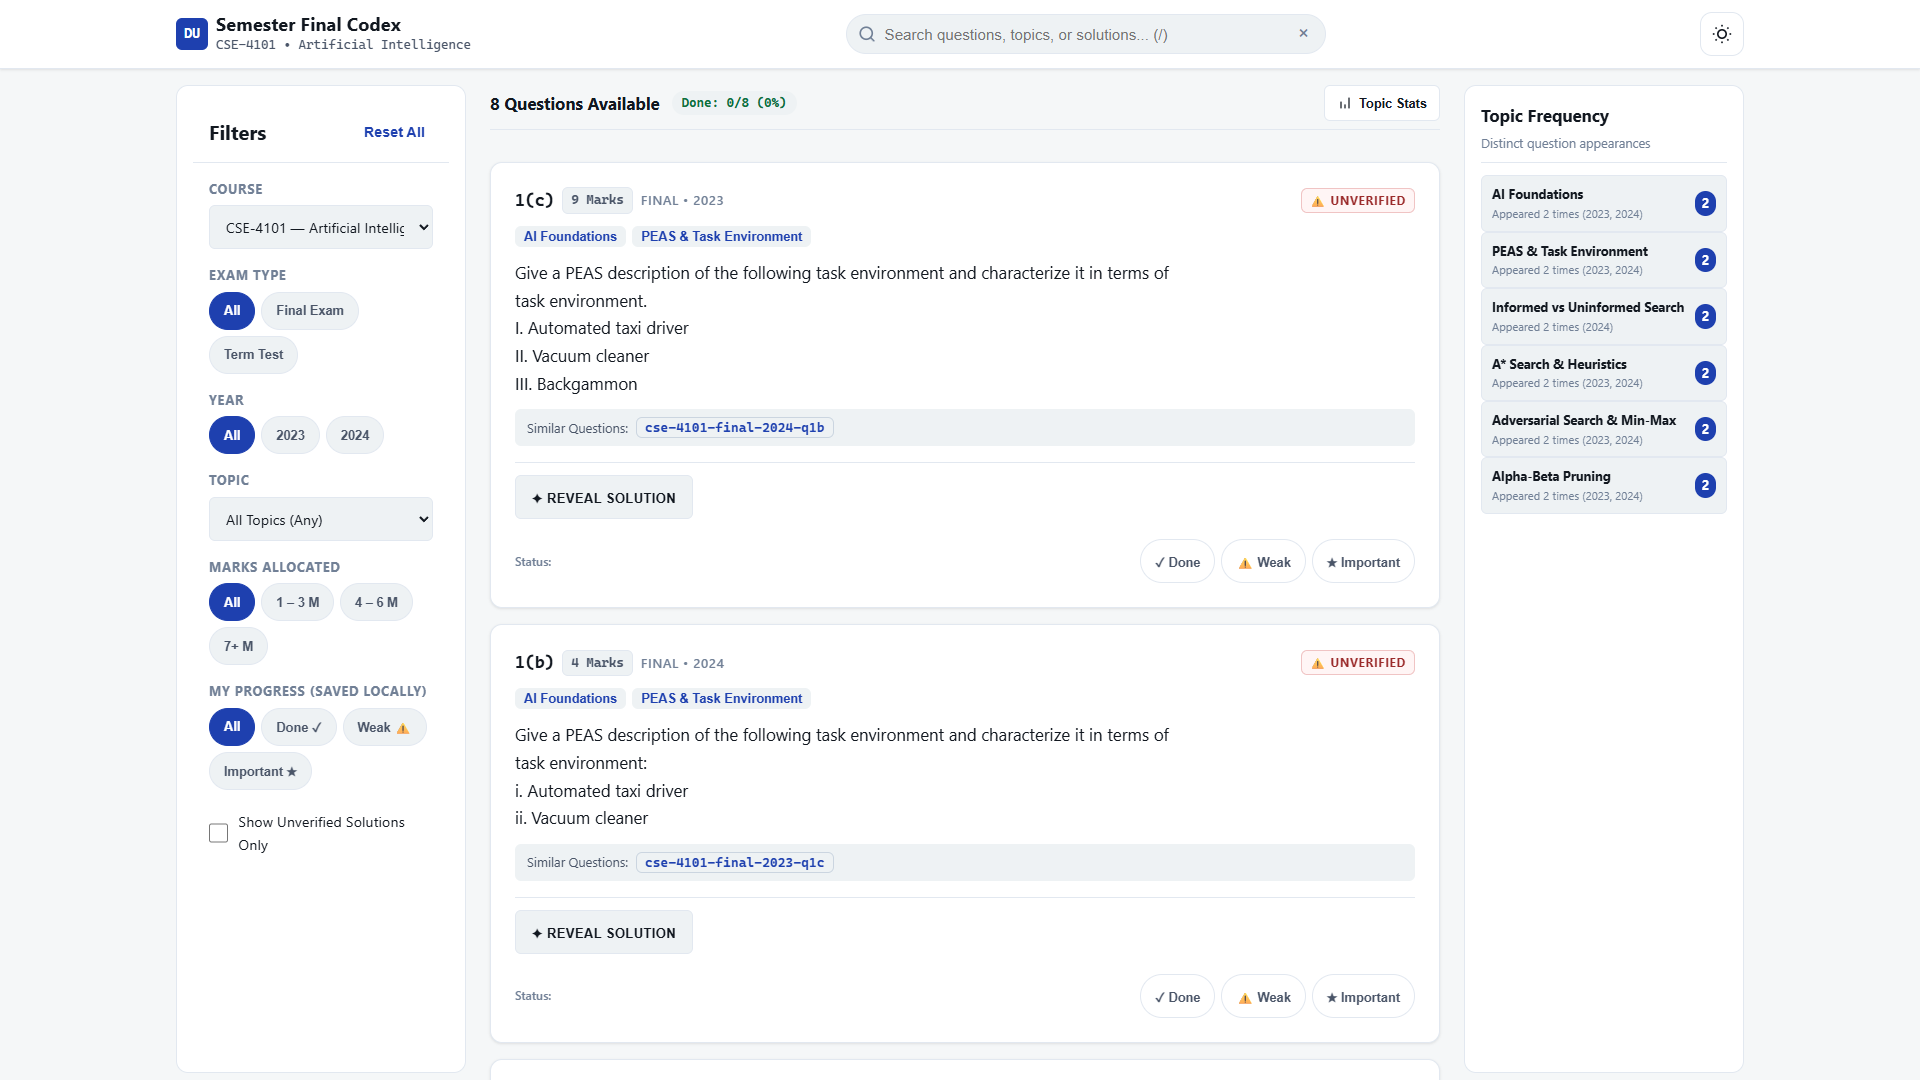 DU
Semester Final Codex
CSE-4101 • Artificial Intelligence
Search questions, topics, or solutions... (/)
×
Filters
Reset All
COURSE
CSE-4101 — Artificial Intellig
EXAM TYPE
All
Final Exam
Term Test
YEAR
All
2023
2024
TOPIC
All Topics (Any)
MARKS ALLOCATED
All
1 – 3 M
4 – 6 M
7+ M
MY PROGRESS (SAVED LOCALLY)
All
Done ✓
Weak ⚠
Important ★
Show Unverified Solutions
Only
8 Questions Available
Done: 0/8 (0%)
Topic Stats
1(c)
9 Marks
FINAL • 2023
⚠ UNVERIFIED
AI Foundations
PEAS & Task Environment
Give a PEAS description of the following task environment and characterize it in terms of
task environment.
I. Automated taxi driver
II. Vacuum cleaner
III. Backgammon
Similar Questions: cse-4101-final-2024-q1b
✦ REVEAL SOLUTION
Status:
✓ Done
⚠ Weak
★ Important
1(b)
4 Marks
FINAL • 2024
⚠ UNVERIFIED
AI Foundations
PEAS & Task Environment
Give a PEAS description of the following task environment and characterize it in terms of
task environment:
i. Automated taxi driver
ii. Vacuum cleaner
Similar Questions: cse-4101-final-2023-q1c
✦ REVEAL SOLUTION
Status:
✓ Done
⚠ Weak
★ Important
Topic Frequency
Distinct question appearances
AI Foundations
Appeared 2 times (2023, 2024)
2
PEAS & Task Environment
Appeared 2 times (2023, 2024)
2
Informed vs Uninformed Search
Appeared 2 times (2024)
2
A* Search & Heuristics
Appeared 2 times (2023, 2024)
2
Adversarial Search & Min-Max
Appeared 2 times (2023, 2024)
2
Alpha-Beta Pruning
Appeared 2 times (2023, 2024)
2